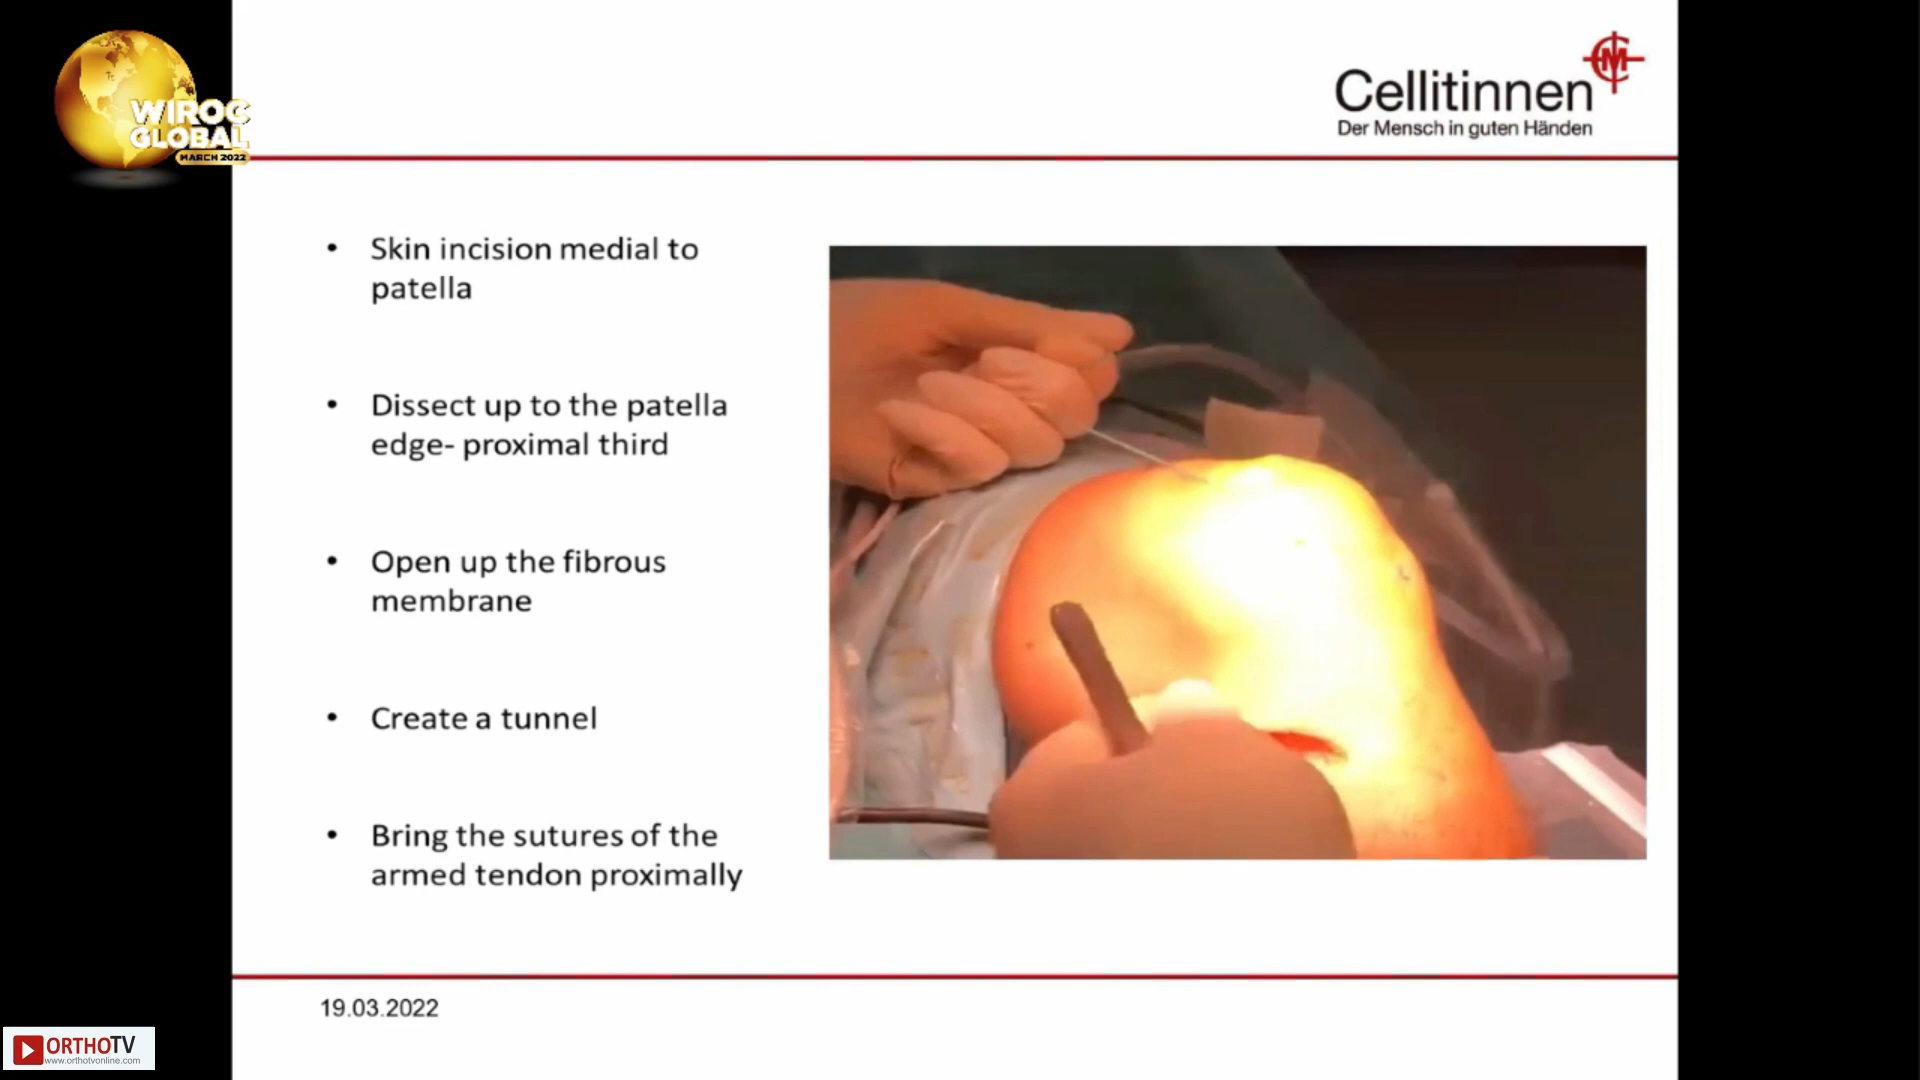 WIROC
GLOBAL
MARCH 2022
Cellitinnen
Der Mensch in guten Händen
• Skin incision medial to
patella
• Dissect up to the patella
edge- proximal third
• Open up the fibrous
membrane
• Create a tunnel
• Bring the sutures of the
armed tendon proximally
19.03.2022
ORTHOTV
www.orthotvonline.com